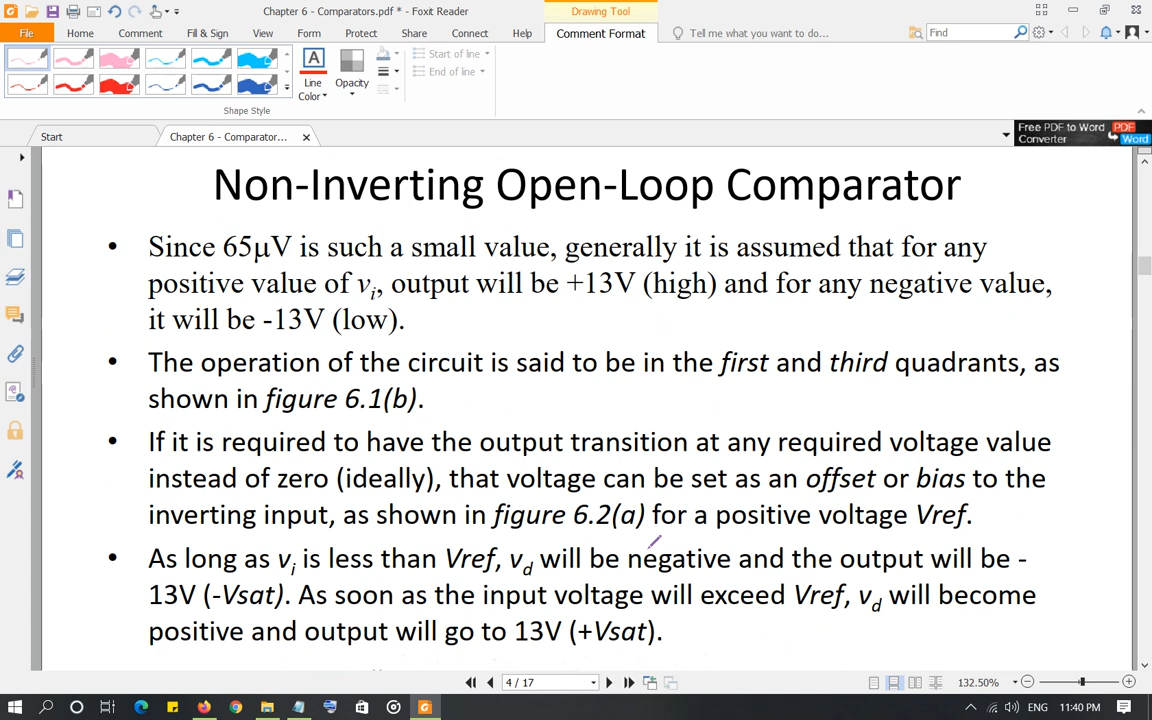 Chapter 6 - Comparators.pdf * - Foxit Reader
Drawing Tool
File
Home
Comment
Fill & Sign
View
Form
Protect
Share
Connect
Help
Comment Format
Tell me what you want to do...
Find
Line
Color
Opacity
Start of line
End of line
Shape Style
Start
Chapter 6 - Comparator...
Free PDF to Word
Converter
PDF
Word
Non-Inverting Open-Loop Comparator
• Since 65μV is such a small value, generally it is assumed that for any
positive value of vi, output will be +13V (high) and for any negative value,
it will be -13V (low).
• The operation of the circuit is said to be in the first and third quadrants, as
shown in figure 6.1(b).
• If it is required to have the output transition at any required voltage value
instead of zero (ideally), that voltage can be set as an offset or bias to the
inverting input, as shown in figure 6.2(a) for a positive voltage Vref.
• As long as vi is less than Vref, vd will be negative and the output will be -
13V (-Vsat). As soon as the input voltage will exceed Vref, vd will become
positive and output will go to 13V (+Vsat).
4 / 17
132.50%
ENG
11:40 PM